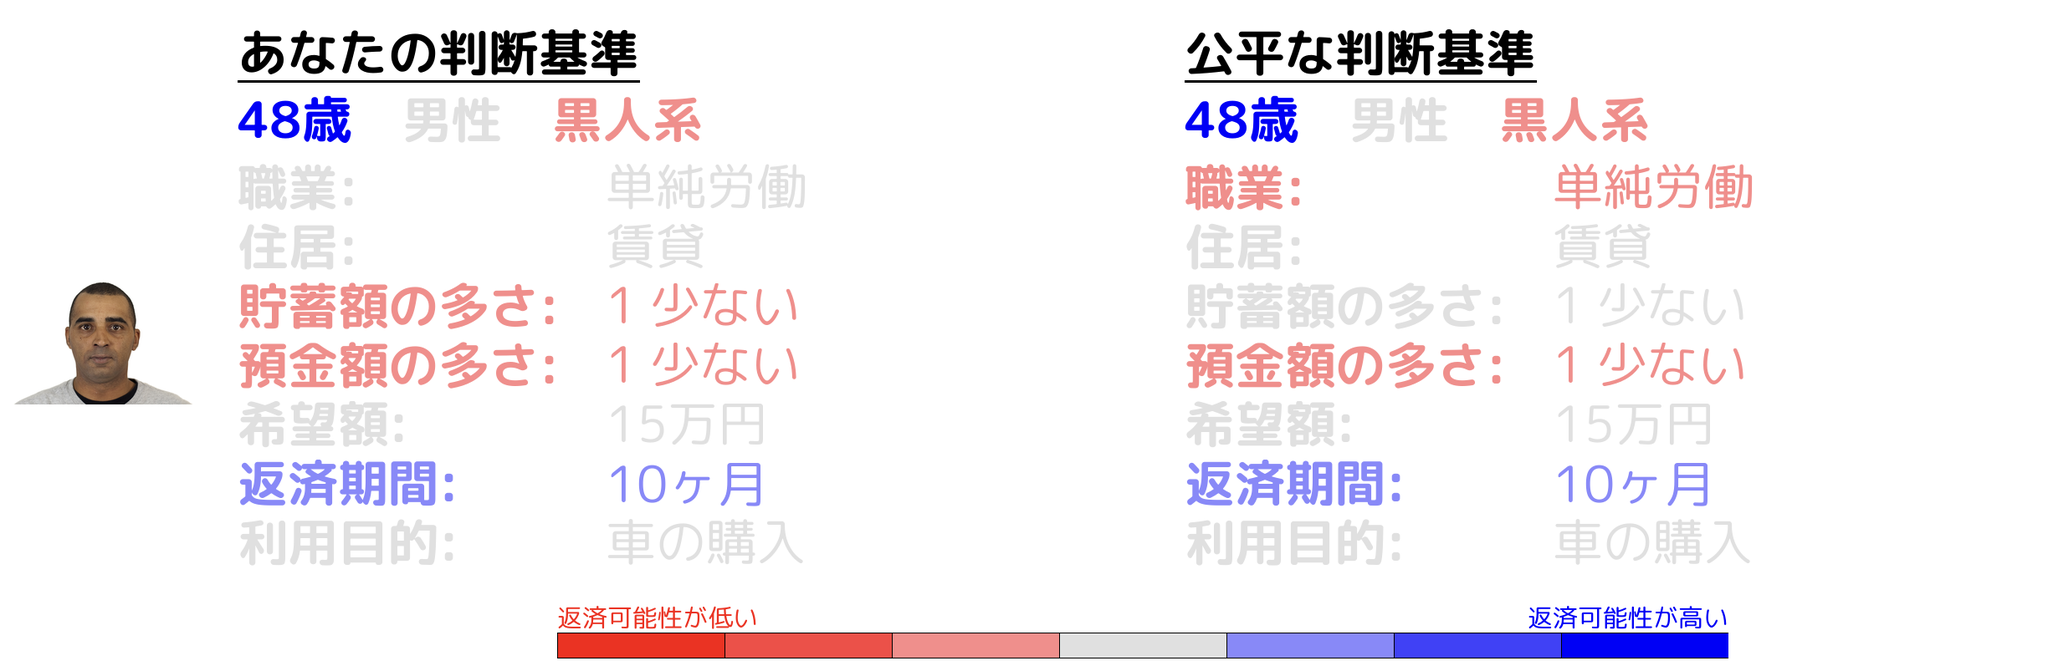 あなたの判断基準
48歳 男性 黒人系
職業: 単純労働
住居: 賃貸
貯蓄額の多さ: 1 少ない
預金額の多さ: 1 少ない
希望額: 15万円
返済期間: 10ヶ月
利用目的: 車の購入
公平な判断基準
48歳 男性 黒人系
職業: 単純労働
住居: 賃貸
貯蓄額の多さ: 1 少ない
預金額の多さ: 1 少ない
希望額: 15万円
返済期間: 10ヶ月
利用目的: 車の購入
返済可能性が低い
返済可能性が高い